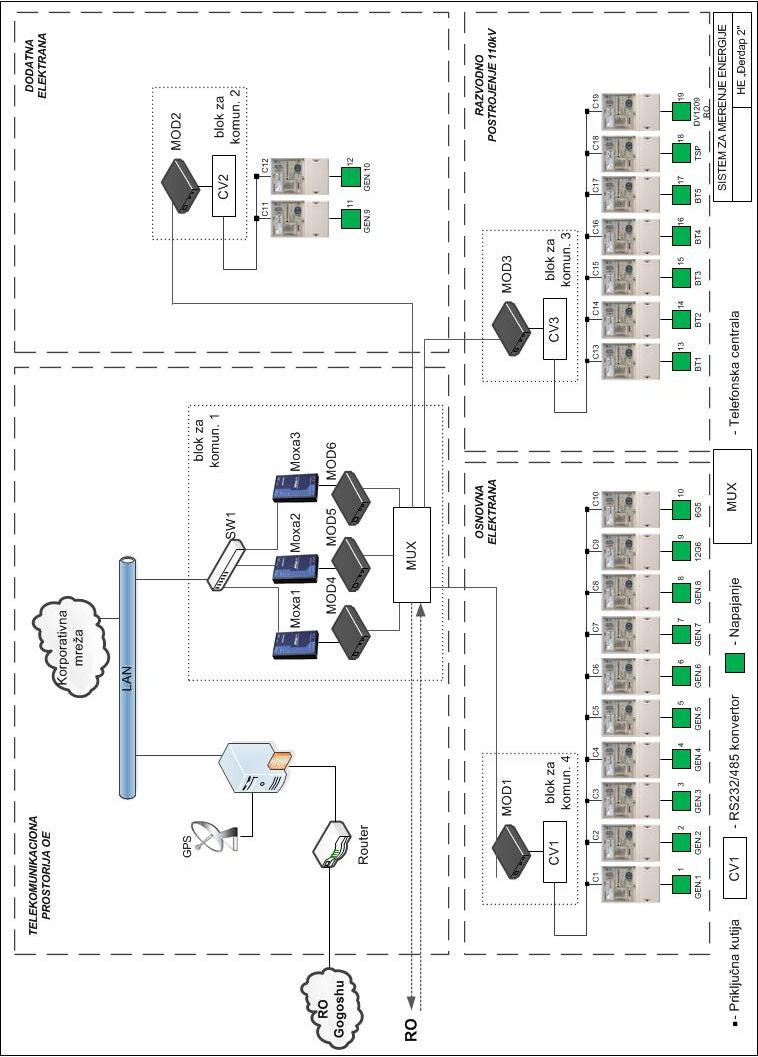 TELEKOMUNIKACIONA
PROSTORIJA OE
Korporativna
mreža
LAN
GPS
Router
RO
Gogoshu
RO
blok za
komun. 1
SW1
Moxa1
Moxa2
Moxa3
MOD4
MOD5
MOD6
MUX
DODATNA
ELEKTRANA
MOD2
blok za
komun. 2
CV2
C11
C12
11
12
GEN.9
GEN.10
OSNOVNA
ELEKTRANA
MOD1
blok za
komun. 4
CV1
C1
C2
C3
C4
C5
C6
C7
C8
C9
C10
1
2
3
4
5
6
7
8
9
10
GEN.1
GEN.2
GEN.3
GEN.4
GEN.5
GEN.6
GEN.7
GEN.8
12G6
6G5
RAZVODNO
POSTROJENJE 110kV
MOD3
blok za
komun. 3
CV3
C13
C14
C15
C16
C17
C18
C19
13
14
15
16
17
18
19
BT1
BT2
BT3
BT4
BT5
TSP
DV1209
RO
- Priključna kutija
CV1
- RS232/485 konvertor
- Napajanje
MUX
- Telefonska centrala
SISTEM ZA MERENJE ENERGIJE
HE „Đerdap 2"